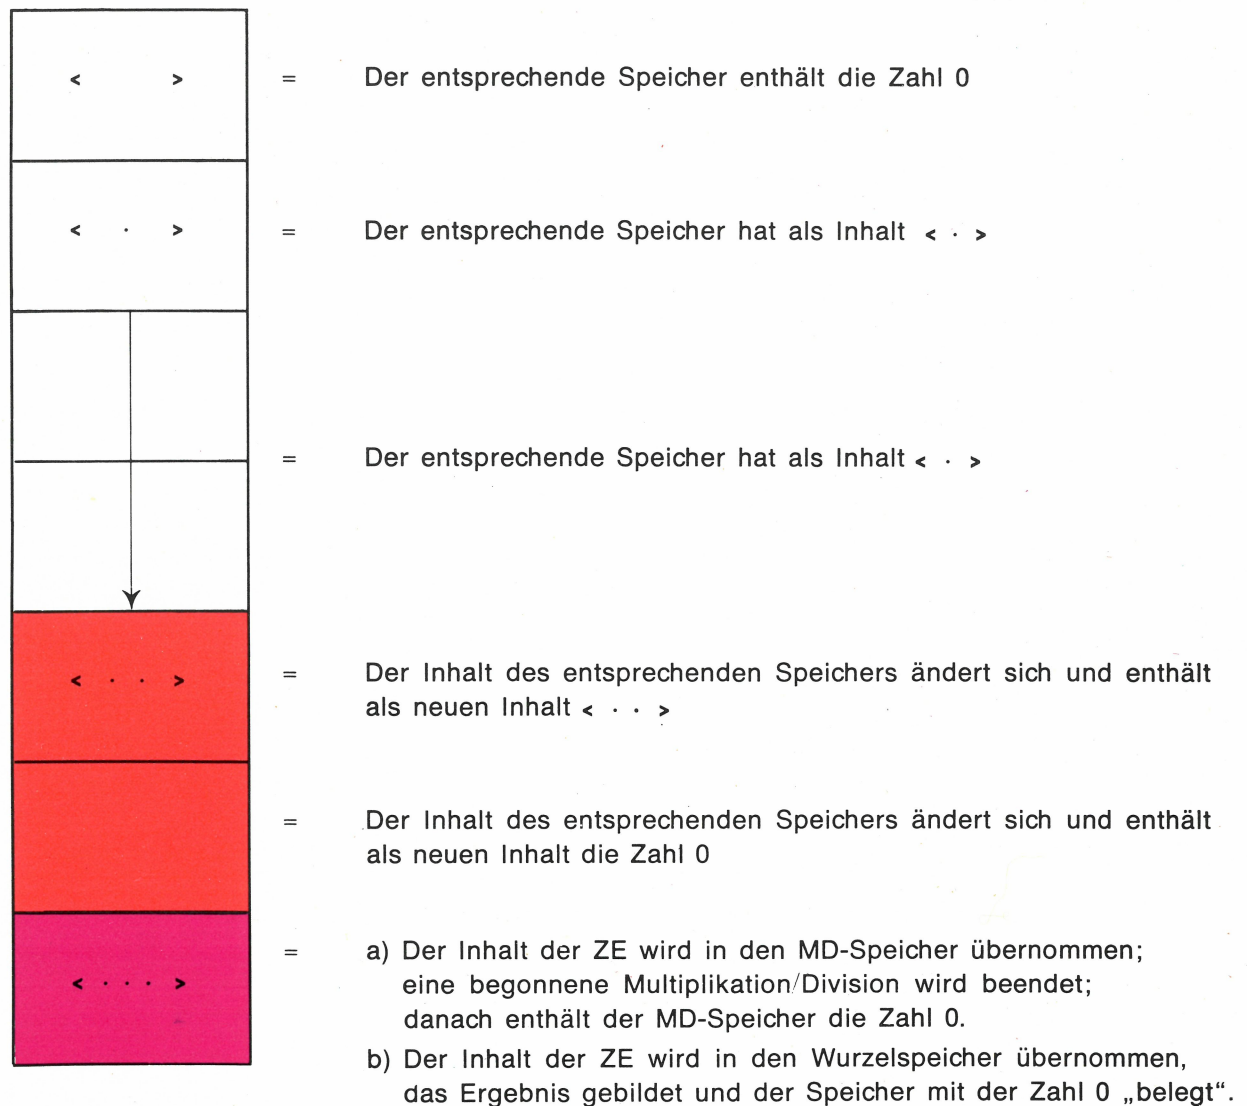 < > = Der entsprechende Speicher enthält die Zahl 0
< · > = Der entsprechende Speicher hat als Inhalt < · >
= Der entsprechende Speicher hat als Inhalt < · >
< · · > = Der Inhalt des entsprechenden Speichers ändert sich und enthält
als neuen Inhalt < · · >
= Der Inhalt des entsprechenden Speichers ändert sich und enthält
als neuen Inhalt die Zahl 0
< · · · > = a) Der Inhalt der ZE wird in den MD-Speicher übernommen;
eine begonnene Multiplikation/Division wird beendet;
danach enthält der MD-Speicher die Zahl 0.
b) Der Inhalt der ZE wird in den Wurzelspeicher übernommen,
das Ergebnis gebildet und der Speicher mit der Zahl 0 „belegt“.